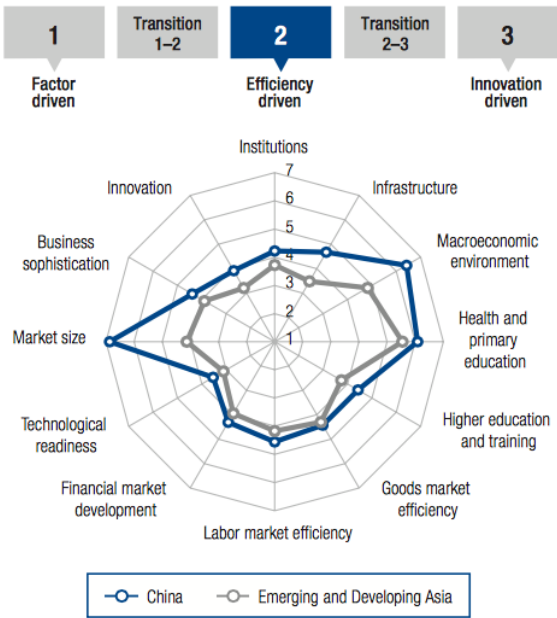 1
Transition
1–2
2
Transition
2–3
3
Factor
driven
Efficiency
driven
Innovation
driven
Institutions
7
6
5
4
3
2
1
Innovation
Infrastructure
Business
sophistication
Macroeconomic
environment
Market size
Health and
primary
education
Technological
readiness
Higher education
and training
Financial market
development
Goods market
efficiency
Labor market efficiency
China
Emerging and Developing Asia